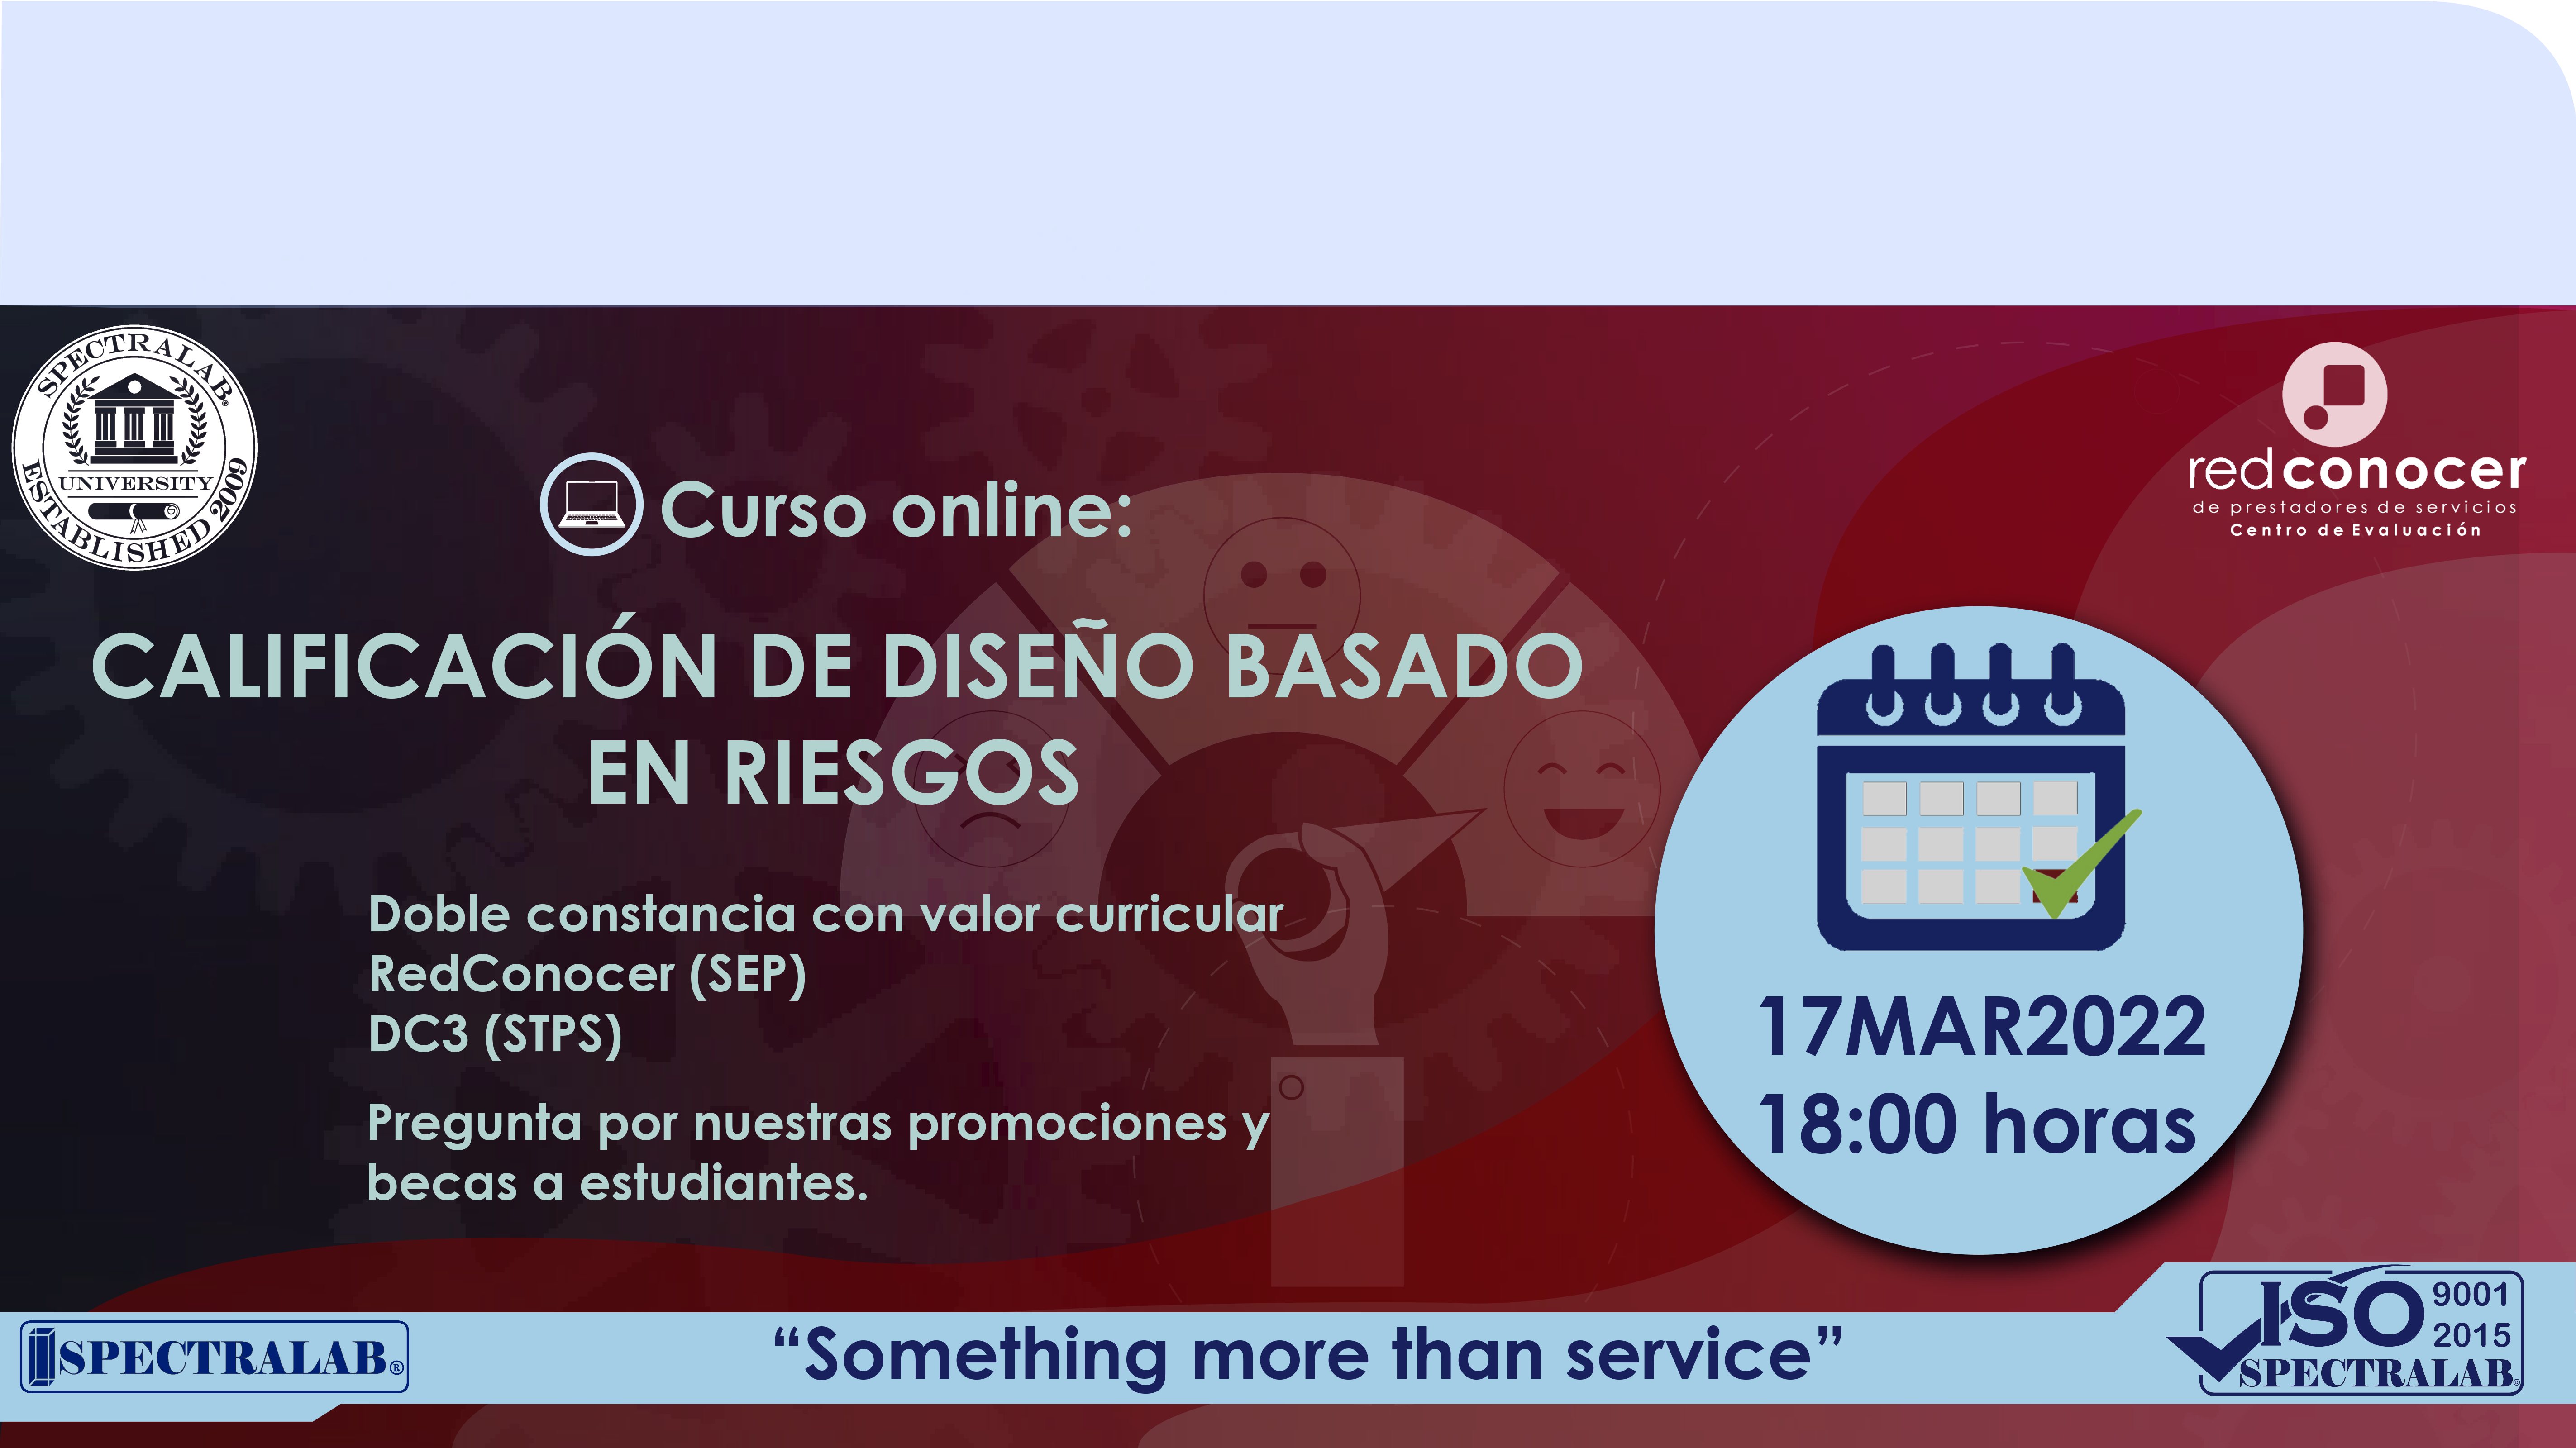 SPECTRALAB®
UNIVERSITY
ESTABLISHED 2009
redconocer
de prestadores de servicios
Centro de Evaluación
Curso online:
CALIFICACIÓN DE DISEÑO BASADO
EN RIESGOS
Doble constancia con valor curricular
RedConocer (SEP)
DC3 (STPS)
Pregunta por nuestras promociones y
becas a estudiantes.
17MAR2022
18:00 horas
SPECTRALAB®
“Something more than service”
ISO 9001
2015
SPECTRALAB®